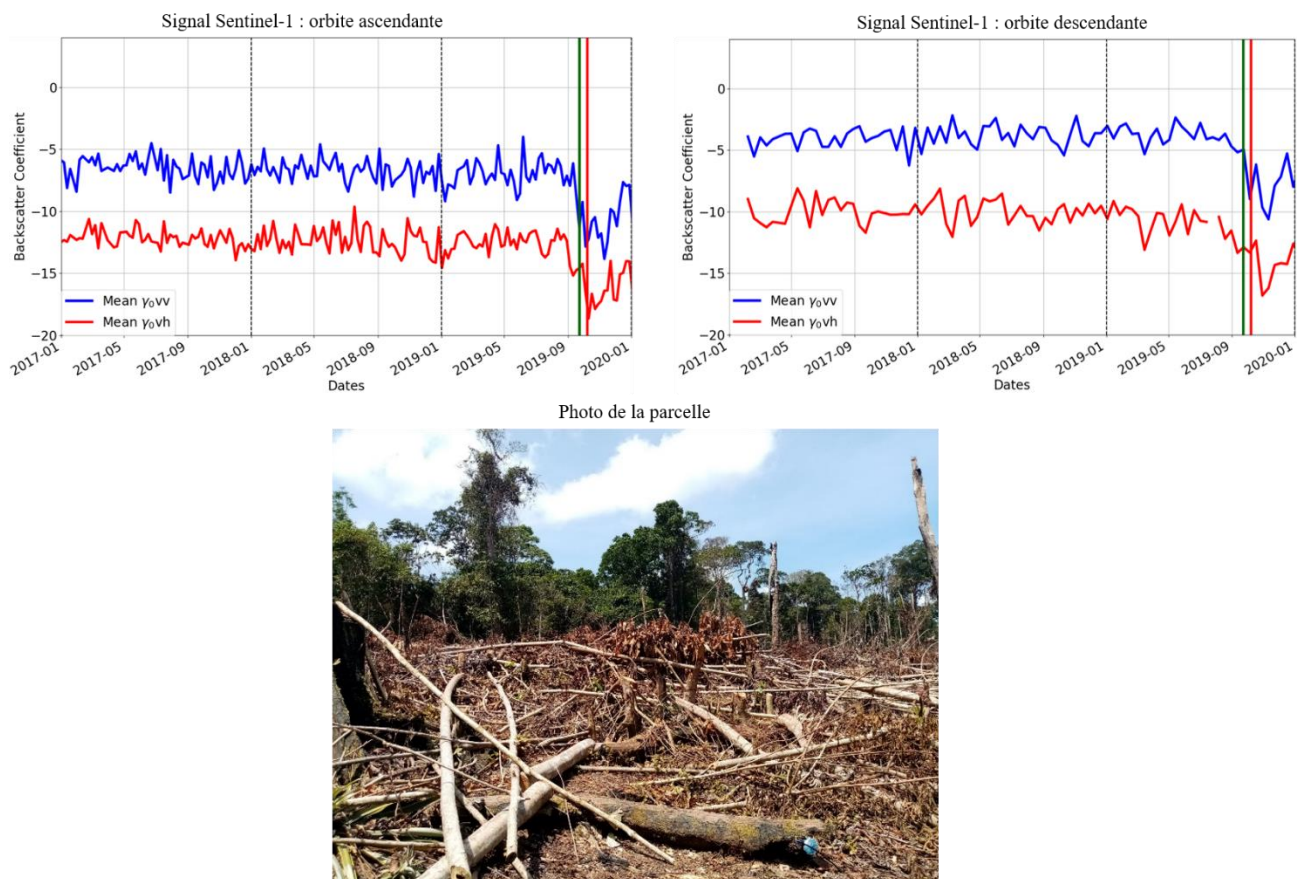 Signal Sentinel-1 : orbite ascendante
Backscatter Coefficient
0
−5
−10
−15
−20
Mean γ₀vv
Mean γ₀vh
2017-01
2017-05
2017-09
2018-01
2018-05
2018-09
2019-01
2019-05
2019-09
2020-01
Dates
Signal Sentinel-1 : orbite descendante
Backscatter Coefficient
0
−5
−10
−15
−20
Mean γ₀vv
Mean γ₀vh
2017-01
2017-05
2017-09
2018-01
2018-05
2018-09
2019-01
2019-05
2019-09
2020-01
Dates
Photo de la parcelle